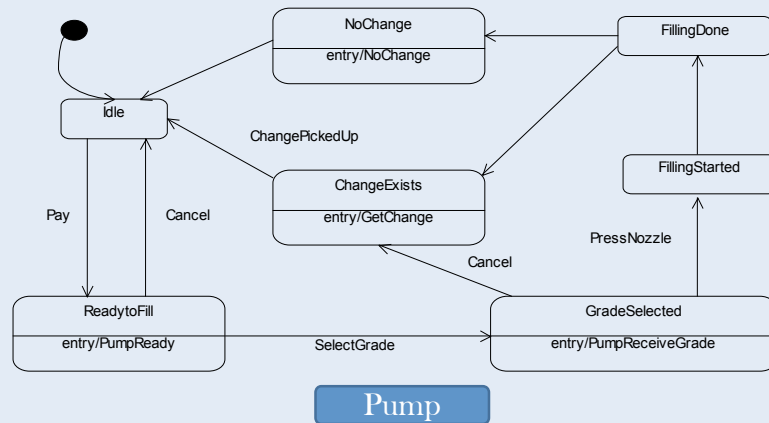 NoChange
entry/NoChange
FillingDone
Idle
ChangePickedUp
FillingStarted
ChangeExists
entry/GetChange
Pay
Cancel
PressNozzle
Cancel
ReadytoFill
entry/PumpReady
SelectGrade
GradeSelected
entry/PumpReceiveGrade
Pump